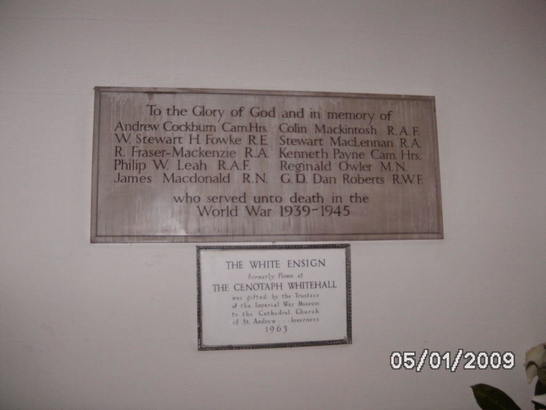 To the Glory of God and in memory of
Andrew Cockburn Cam.Hrs. Colin Mackintosh R.A.F.
W. Stewart H Fowke R.E. Stewart MacLennan R.A.
R. Fraser-Mackenzie R.A. Kenneth Payne Cam. Hrs.
Philip W. Leah R.A.F. Reginald Owler M.N.
James Macdonald R.N. G.D. Dan Roberts R.W.F.
who served unto death in the
World War 1939-1945
THE WHITE ENSIGN
formerly flown at
THE CENOTAPH WHITEHALL
was gifted by the Trustees
of the Imperial War Museum
to the Cathedral Church
of St. Andrew ... Inverness
1963
05/01/2009